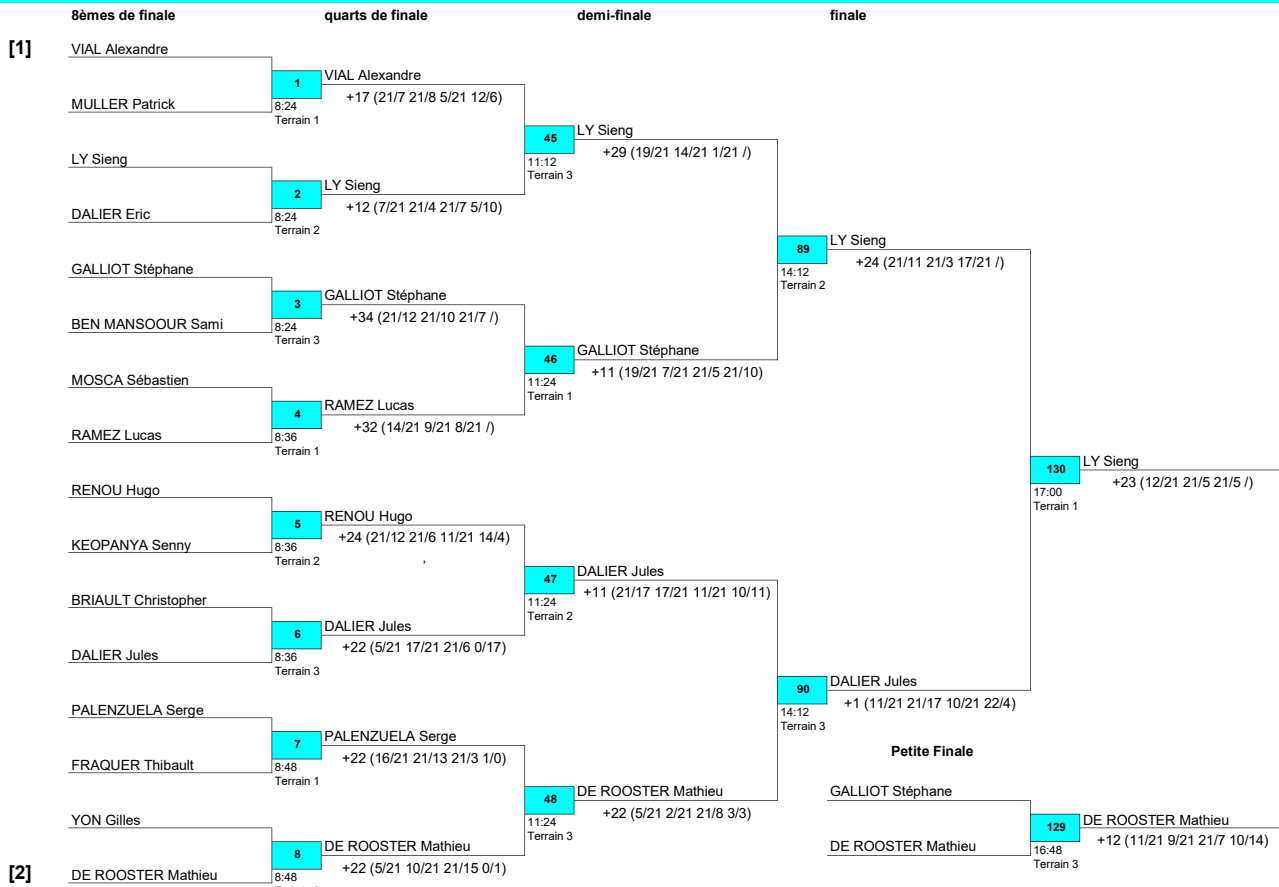 8èmes de finale quarts de finale demi-finale finale
[1] VIAL Alexandre
1 VIAL Alexandre
+17 (21/7 21/8 5/21 12/6)
MULLER Patrick 8:24
Terrain 1
45 LY Sieng
+29 (19/21 14/21 1/21 /)
11:12
Terrain 3
LY Sieng
2 LY Sieng
+12 (7/21 21/4 21/7 5/10)
DALIER Eric 8:24
Terrain 2
89 LY Sieng
+24 (21/11 21/3 17/21 /)
14:12
Terrain 2
GALLIOT Stéphane
3 GALLIOT Stéphane
+34 (21/12 21/10 21/7 /)
BEN MANSOOUR Sami 8:24
Terrain 3
46 GALLIOT Stéphane
+11 (19/21 7/21 21/5 21/10)
11:24
Terrain 1
MOSCA Sébastien
4 RAMEZ Lucas
+32 (14/21 9/21 8/21 /)
RAMEZ Lucas 8:36
Terrain 1
130 LY Sieng
+23 (12/21 21/5 21/5 /)
17:00
Terrain 1
RENOU Hugo
5 RENOU Hugo
+24 (21/12 21/6 11/21 14/4)
,
KEOPANYA Senny 8:36
Terrain 2
47 DALIER Jules
+11 (21/17 17/21 11/21 10/11)
11:24
Terrain 2
BRIAULT Christopher
6 DALIER Jules
+22 (5/21 17/21 21/6 0/17)
DALIER Jules 8:36
Terrain 3
90 DALIER Jules
+1 (11/21 21/17 10/21 22/4)
14:12
Terrain 3
PALENZUELA Serge
7 PALENZUELA Serge
+22 (16/21 21/13 21/3 1/0)
FRAQUER Thibault 8:48
Terrain 1
48 DE ROOSTER Mathieu
+22 (5/21 2/21 21/8 3/3)
11:24
Terrain 3
YON Gilles
8 DE ROOSTER Mathieu
+22 (5/21 10/21 21/15 0/1)
[2] DE ROOSTER Mathieu 8:48
Petite Finale
GALLIOT Stéphane
129 DE ROOSTER Mathieu
+12 (11/21 9/21 21/7 10/14)
DE ROOSTER Mathieu 16:48
Terrain 3